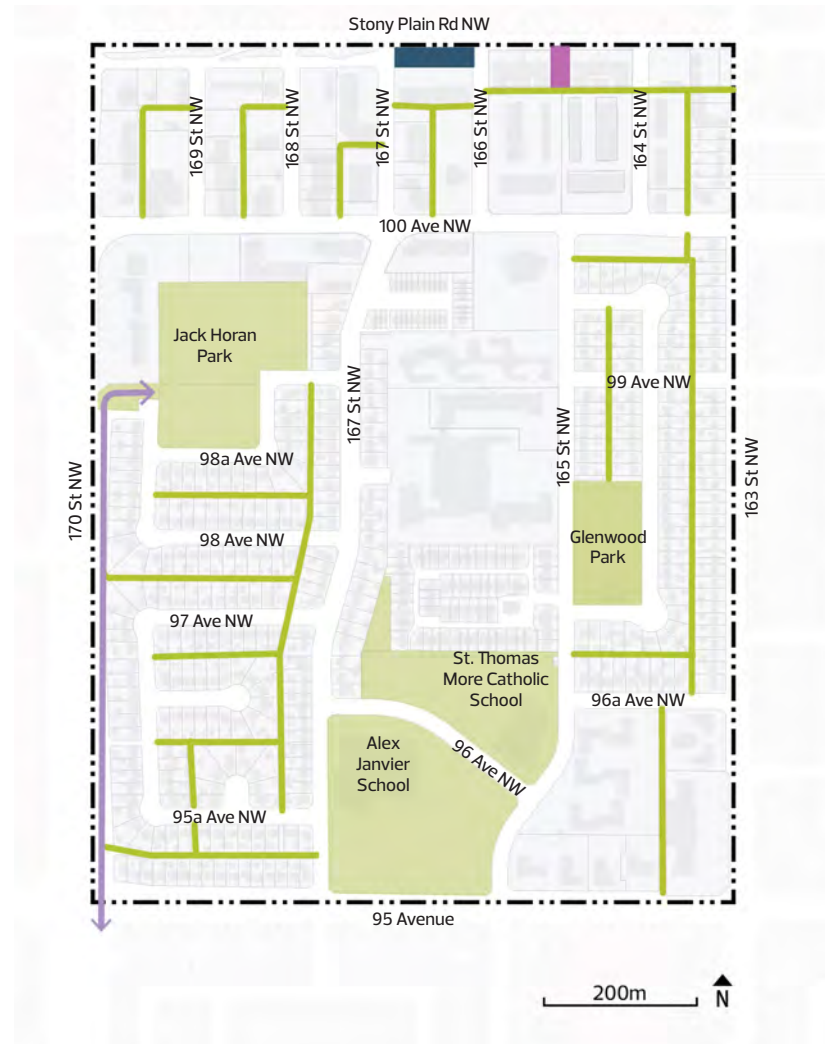 Stony Plain Rd NW
169 St NW
168 St NW
167 St NW
166 St NW
164 St NW
100 Ave NW
Jack Horan
Park
99 Ave NW
167 St NW
165 St NW
98a Ave NW
170 St NW
163 St NW
98 Ave NW
Glenwood
Park
97 Ave NW
St. Thomas
More Catholic
School
96a Ave NW
Alex
Janvier
School
96 Ave NW
95a Ave NW
95 Avenue
200m
N